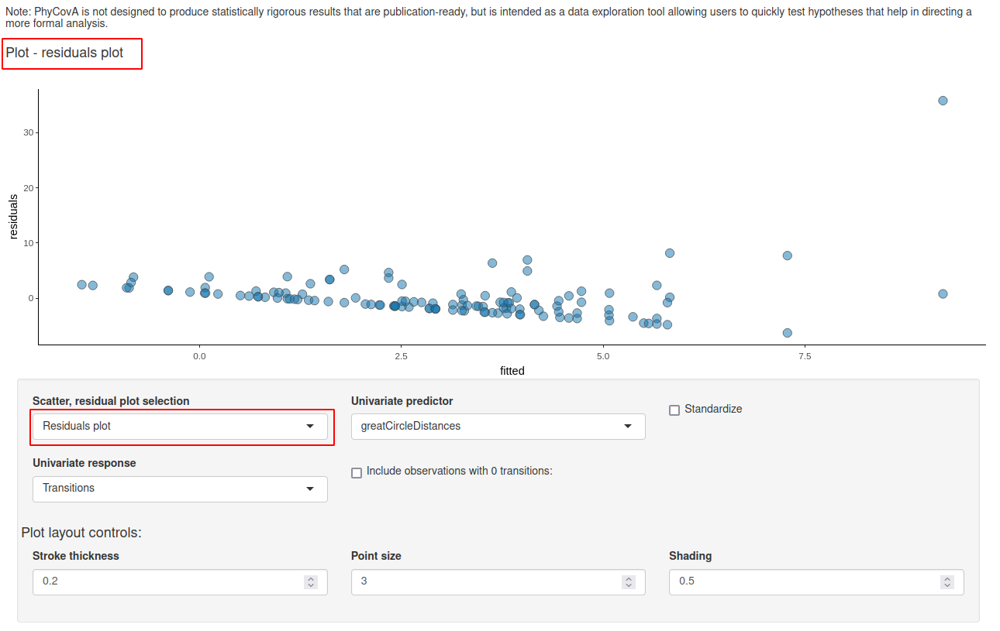 Note: PhyCovA is not designed to produce statistically rigorous results that are publication-ready, but is intended as a data exploration tool allowing users to quickly test hypotheses that help in directing a
more formal analysis.
Plot - residuals plot
30
20
10
0
residuals
0.0 2.5 5.0 7.5
fitted
Scatter, residual plot selection
Residuals plot
Univariate predictor
greatCircleDistances
Standardize
Univariate response
Transitions
Include observations with 0 transitions:
Plot layout controls:
Stroke thickness
0.2
Point size
3
Shading
0.5